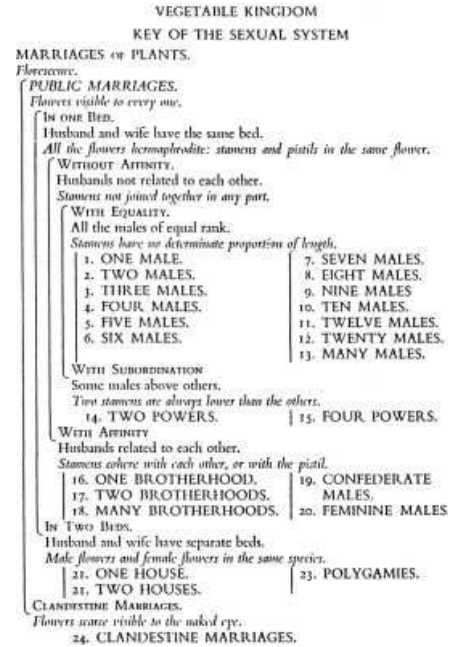 VEGETABLE KINGDOM
KEY OF THE SEXUAL SYSTEM
MARRIAGES OF PLANTS.
Florescence.
PUBLIC MARRIAGES.
Flowers visible to every one.
IN ONE BED.
Husband and wife have the same bed.
All the flowers hermaphrodite: stamens and pistils in the same flower.
WITHOUT AFFINITY.
Husbands not related to each other.
Stamens not joined together in any part.
WITH EQUALITY.
All the males of equal rank.
Stamens have no determinate proportion of length.
1. ONE MALE.
2. TWO MALES.
3. THREE MALES.
4. FOUR MALES.
5. FIVE MALES.
6. SIX MALES.
7. SEVEN MALES.
8. EIGHT MALES.
9. NINE MALES
10. TEN MALES.
11. TWELVE MALES.
12. TWENTY MALES.
13. MANY MALES.
WITH SUBORDINATION
Some males above others.
Two stamens are always lower than the others.
14. TWO POWERS.
15. FOUR POWERS.
WITH AFFINITY
Husbands related to each other.
Stamens cohere with each other, or with the pistil.
16. ONE BROTHERHOOD.
17. TWO BROTHERHOODS.
18. MANY BROTHERHOODS.
19. CONFEDERATE
MALES.
20. FEMININE MALES
IN TWO BEDS.
Husband and wife have separate beds.
Male flowers and female flowers in the same species.
21. ONE HOUSE.
21. TWO HOUSES.
23. POLYGAMIES.
CLANDESTINE MARRIAGES.
Flowers scarce visible to the naked eye.
24. CLANDESTINE MARRIAGES.